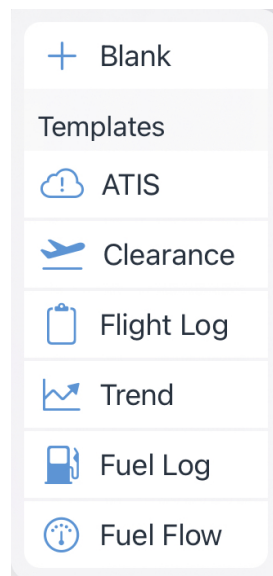 Blank
Templates
ATIS
Clearance
Flight Log
Trend
Fuel Log
Fuel Flow